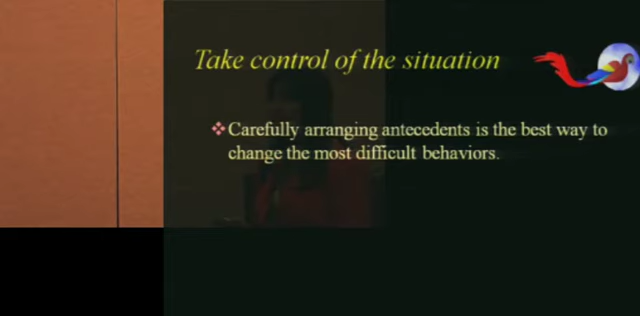 Take control of the situation
❖Carefully arranging antecedents is the best way to
change the most difficult behaviors.